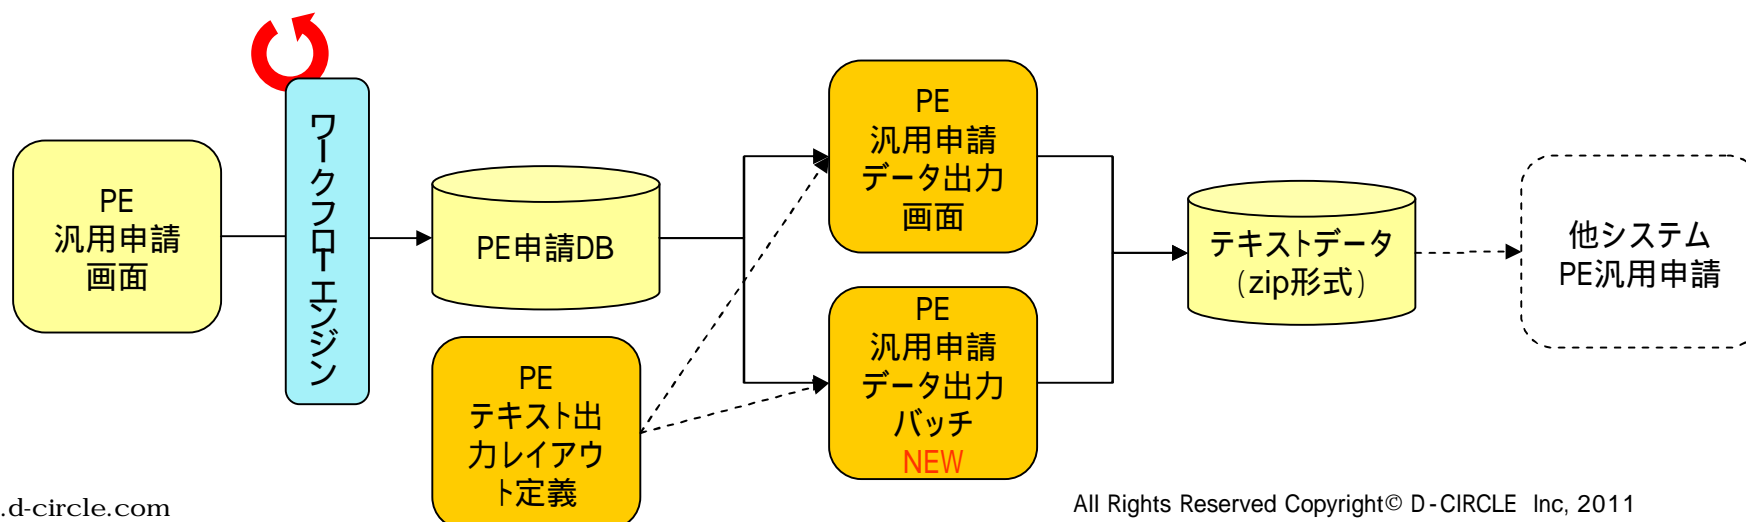 PE
汎用申請
画面
ワークフローエンジン
PE申請DB
PE
テキスト出
力レイアウ
ト定義
PE
汎用申請
データ出力
画面
PE
汎用申請
データ出力
バッチ
NEW
テキストデータ
(zip形式)
他システム
PE汎用申請
.d-circle.com
All Rights Reserved Copyright© D-CIRCLE Inc, 2011